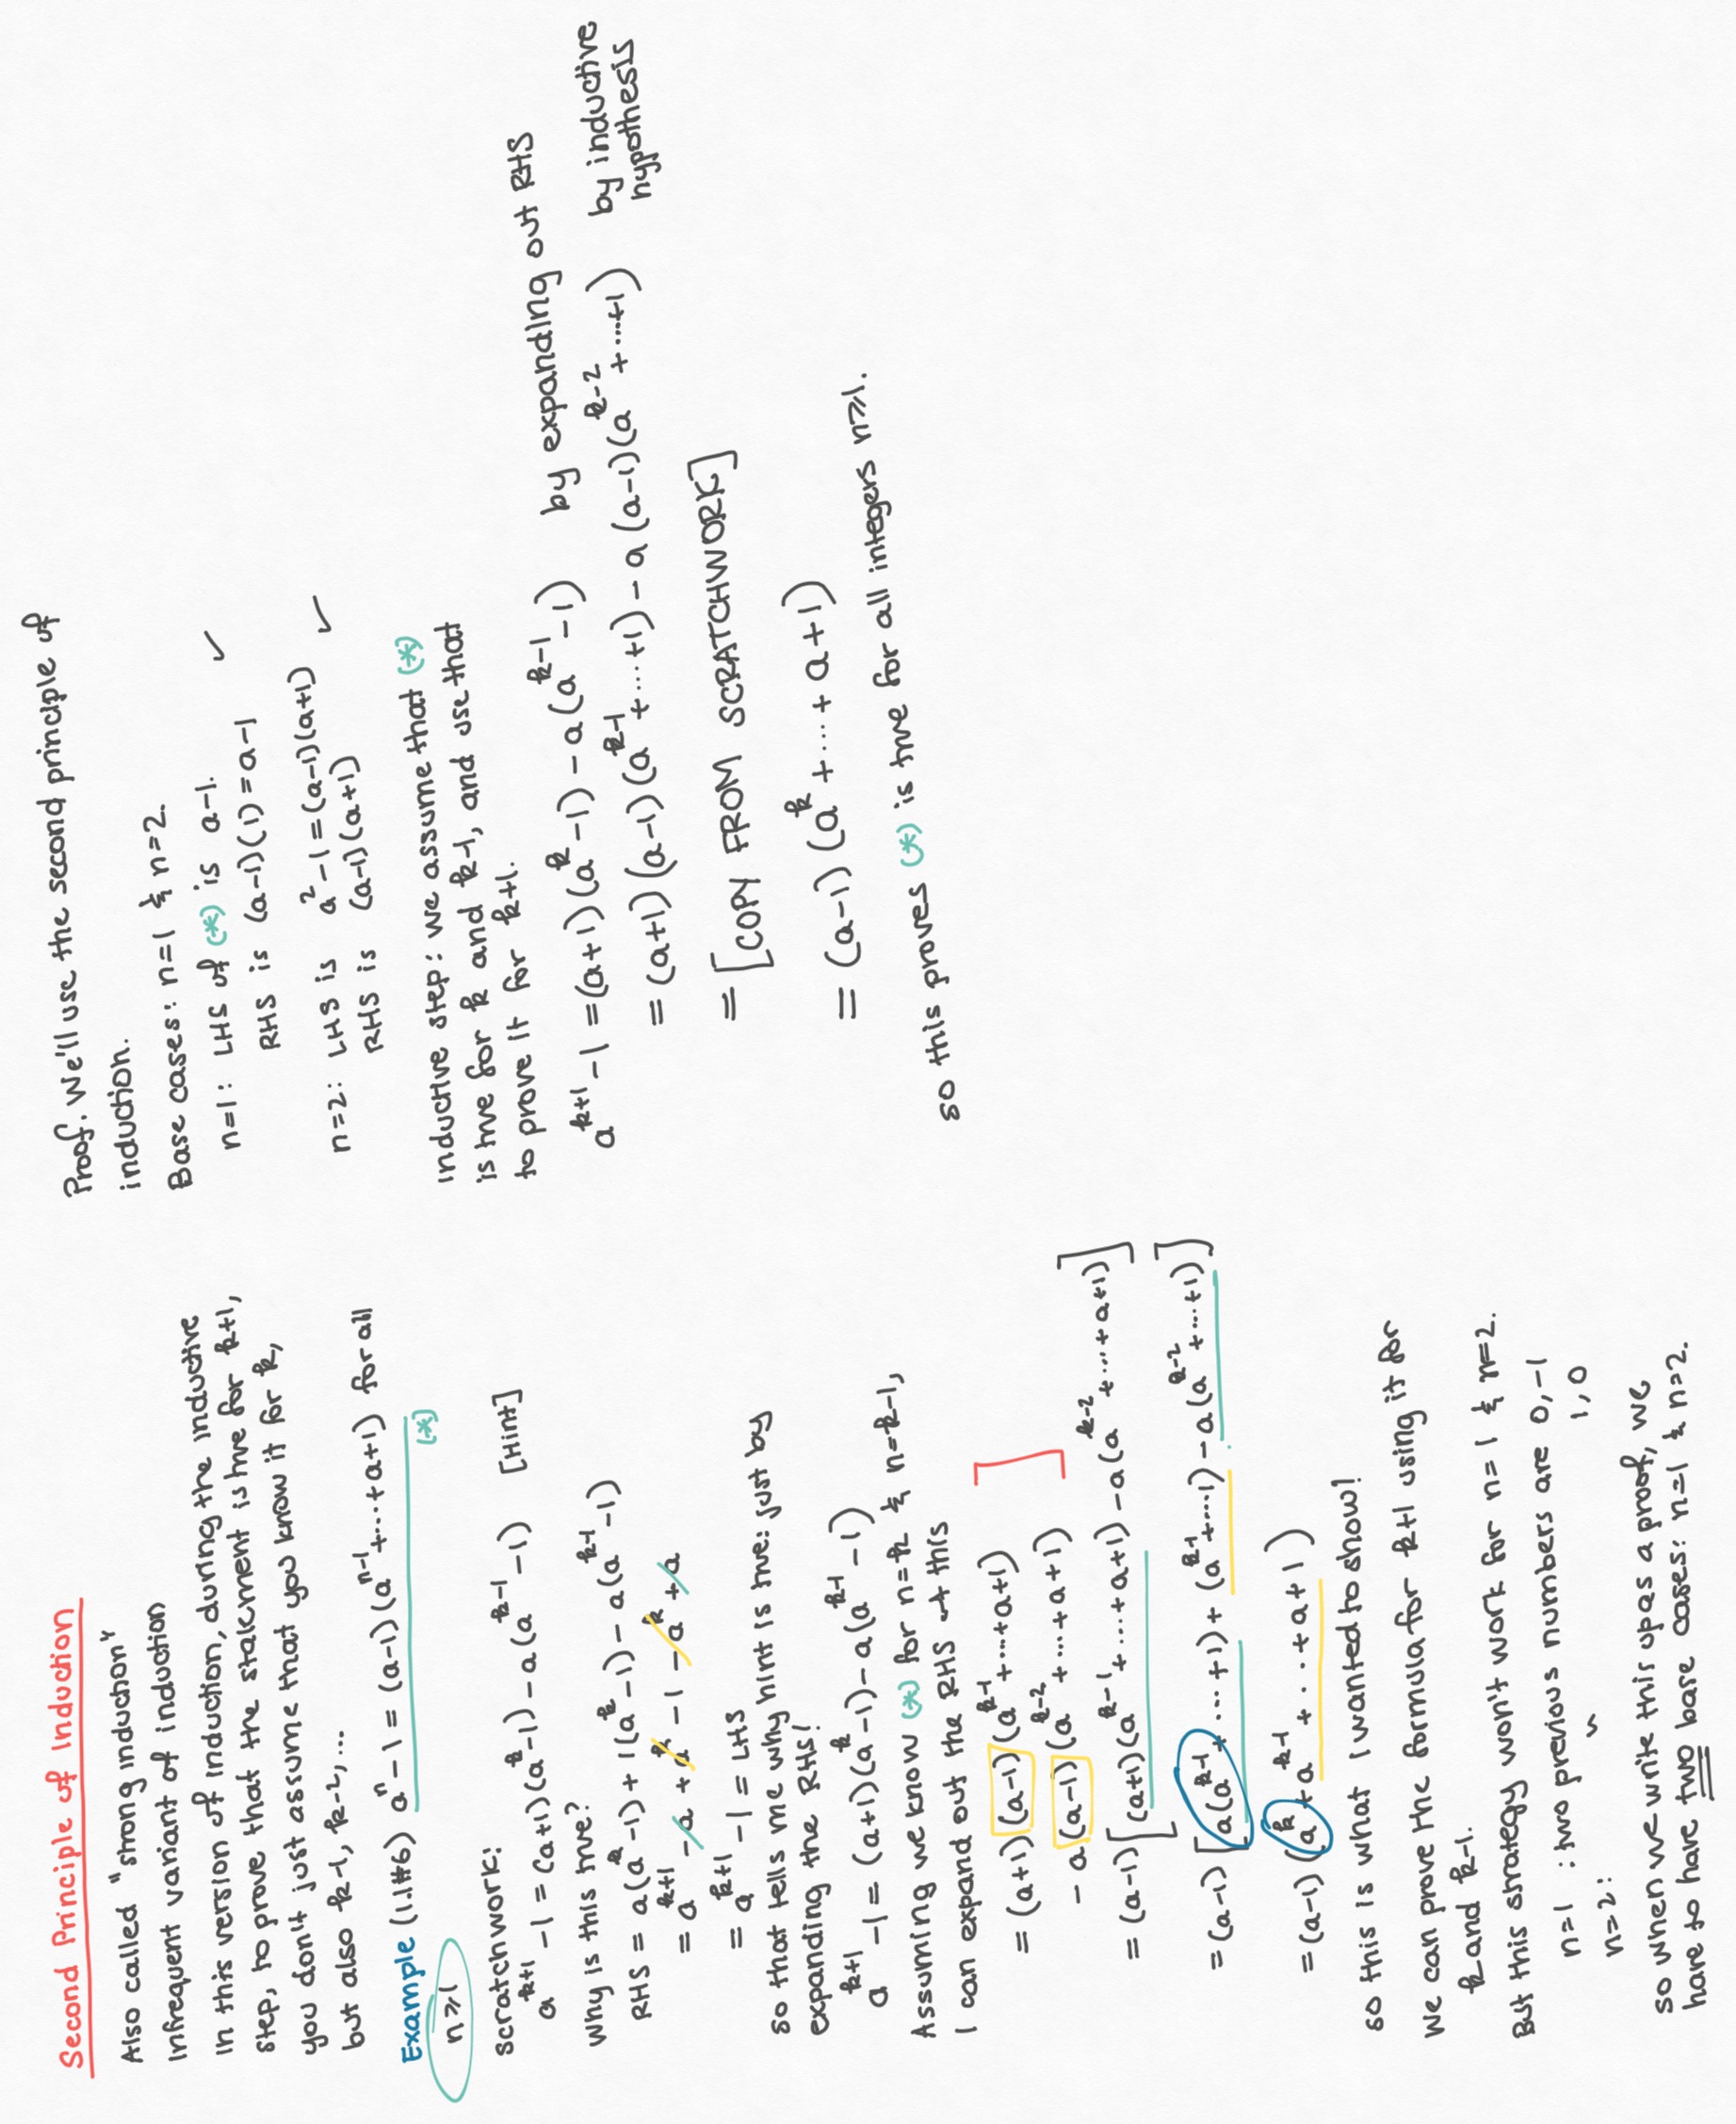 Second Principle of Induction
Also called "strong induction"
Infrequent variant of induction
In this version of induction, during the inductive
step, to prove that the statement is true for k+1,
you don't just assume that you know it for k,
but also k-1, k-2, ...
Example (1.1#6) a^n - 1 = (a-1)(a^{n-1}+...+a+1) for all
(*)
n≥1
Scratchwork:
a^{k+1} - 1 = (a+1)(a^k - 1) - a(a^{k-1} - 1) [Hint]
Why is this true?
RHS = a(a^k - 1) + 1(a^k - 1) - a(a^{k-1} - 1)
= a^{k+1} - a + a^k - 1 - a^k + a
= a^{k+1} - 1 = LHS
So that tells me why hint is true: just by
expanding the RHS!
a^{k+1} - 1 = (a+1)(a^k - 1) - a(a^{k-1} - 1)
Assuming we know (*) for n=k & n=k-1,
I can expand out the RHS of this
= (a+1)(a-1)(a^{k-1}+...+a+1)
- a(a-1)(a^{k-2}+...+a+1)
= (a-1)[(a+1)(a^{k-1}+...+a+1) - a(a^{k-2}+...+a+1)]
= (a-1)[a(a^{k-1}+...+1) + (a^{k-1}+...1) - a(a^{k-2}+...+1)]
= (a-1)(a^k + a^{k-1} + ... + a + 1)
So this is what I wanted to show!
We can prove the formula for k+1 using it for
k and k-1.
But this strategy won't work for n=1 & n=2.
n=1 : two previous numbers are 0, -1
n=2: " 1, 0
So when we write this up as a proof, we
have to have two base cases: n=1 & n=2.
Proof. We'll use the second principle of
induction.
Base cases: n=1 & n=2.
n=1: LHS of (*) is a-1. ✓
RHS is (a-1)(1) = a-1
n=2: LHS is a^2 - 1 = (a-1)(a+1) ✓
RHS is (a-1)(a+1)
Inductive step: We assume that (*)
is true for k and k-1, and use that
to prove it for k+1.
a^{k+1} - 1 = (a+1)(a^k - 1) - a(a^{k-1} - 1) by expanding out RHS
= (a+1)(a-1)(a^{k-1}+...+1) - a(a-1)(a^{k-2}+...+1) by inductive
hypothesis
= [COPY FROM SCRATCHWORK]
= (a-1)(a^k + ... + a + 1)
So this proves (*) is true for all integers n≥1.